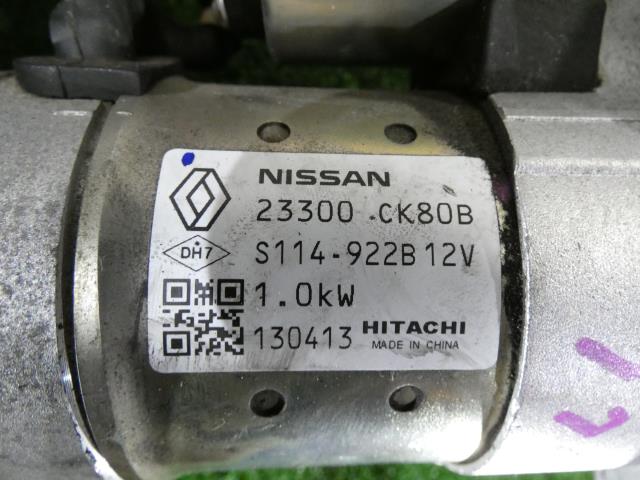 NISSAN
23300 CK80B
DH7 S114-922B 12V
1.0kW
130413 HITACHI
MADE IN CHINA